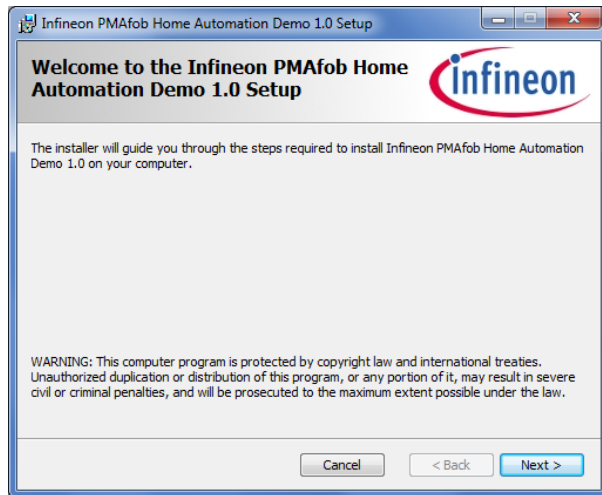 Infineon PMAfob Home Automation Demo 1.0 Setup
Welcome to the Infineon PMAfob Home
Automation Demo 1.0 Setup
infineon
The installer will guide you through the steps required to install Infineon PMAfob Home Automation
Demo 1.0 on your computer.
WARNING: This computer program is protected by copyright law and international treaties.
Unauthorized duplication or distribution of this program, or any portion of it, may result in severe
civil or criminal penalties, and will be prosecuted to the maximum extent possible under the law.
Cancel < Back Next >